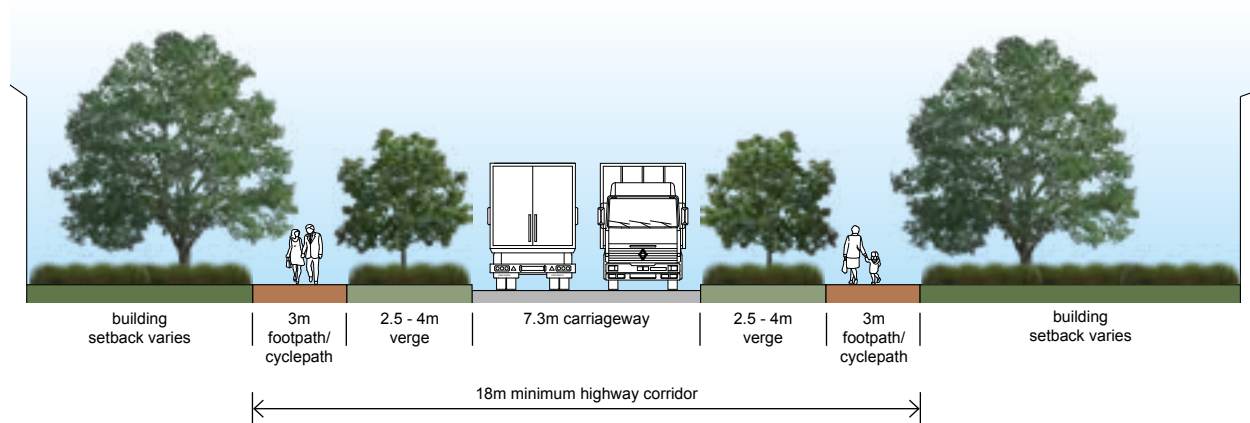 building
setback varies
3m
footpath/
cyclepath
2.5 - 4m
verge
7.3m carriageway
2.5 - 4m
verge
3m
footpath/
cyclepath
building
setback varies
18m minimum highway corridor